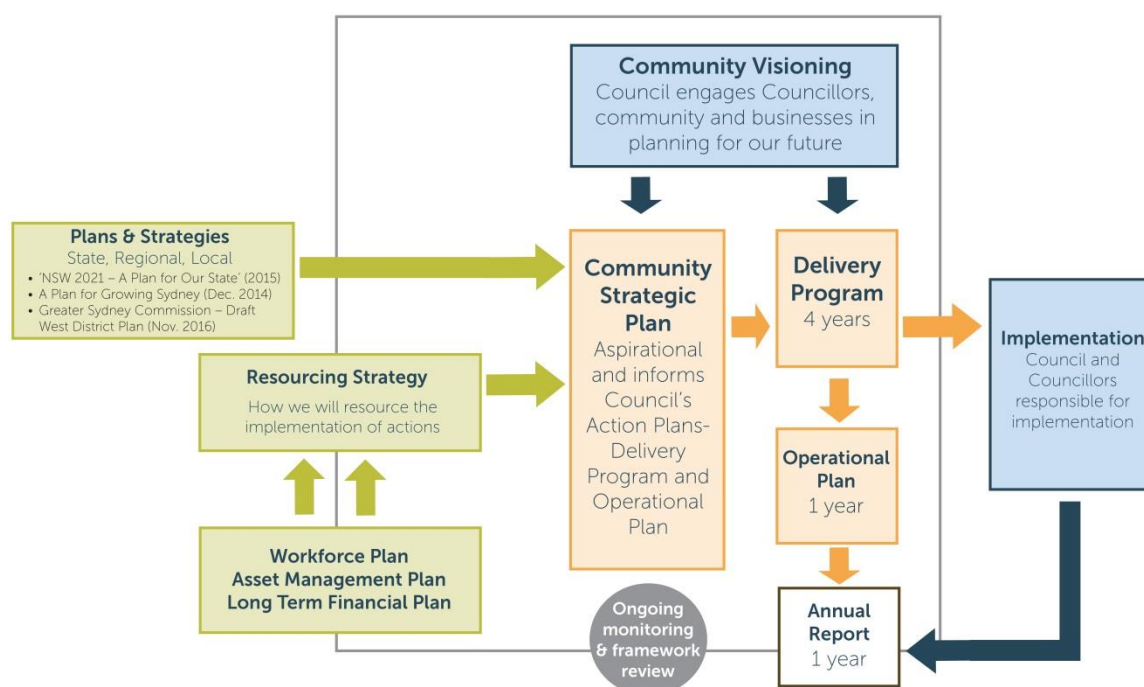 Community Visioning
Council engages Councillors,
community and businesses in
planning for our future
Plans & Strategies
State, Regional, Local
• ‘NSW 2021 – A Plan for Our State’ (2015)
• A Plan for Growing Sydney (Dec. 2014)
• Greater Sydney Commission – Draft
West District Plan (Nov. 2016)
Resourcing Strategy
How we will resource the
implementation of actions
Workforce Plan
Asset Management Plan
Long Term Financial Plan
Community
Strategic
Plan
Aspirational
and informs
Council’s
Action Plans-
Delivery
Program and
Operational
Plan
Delivery
Program
4 years
Operational
Plan
1 year
Annual
Report
1 year
Implementation
Council and
Councillors
responsible for
implementation
Ongoing
monitoring
& framework
review